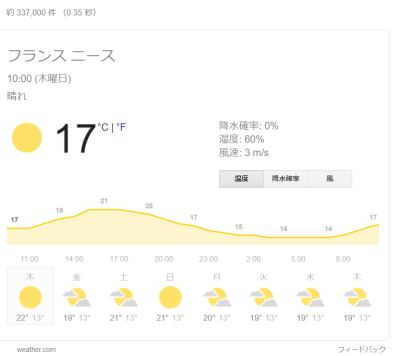 約 337,000 件 （0.35 秒）
フランス ニース
10:00 (木曜日)
晴れ
17 °C | °F
降水確率: 0%
湿度: 60%
風速: 3 m/s
温度 降水確率 風
17 19 21 20 17 15 14 14 17
11:00 14:00 17:00 20:00 23:00 2:00 5:00 8:00
木 金 土 日 月 火 水 木
22° 13° 19° 13° 21° 13° 21° 13° 20° 13° 19° 13° 19° 13° 19° 13°
weather.com フィードバック